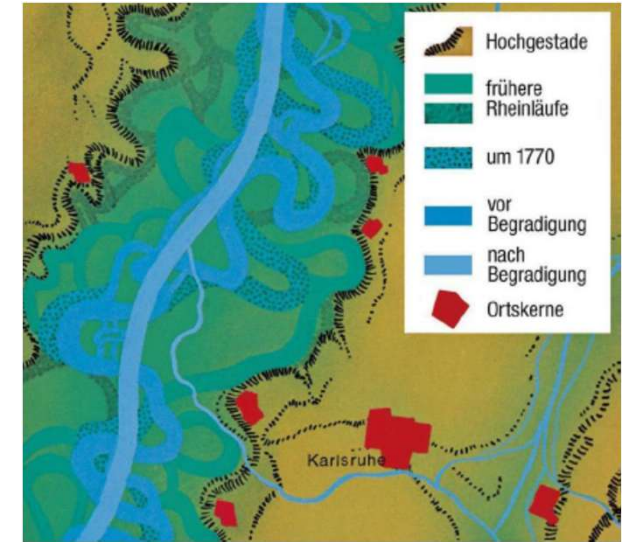 Hochgestade
frühere
Rheinläufe
um 1770
vor
Begradigung
nach
Begradigung
Ortskerne
Karlsruhe